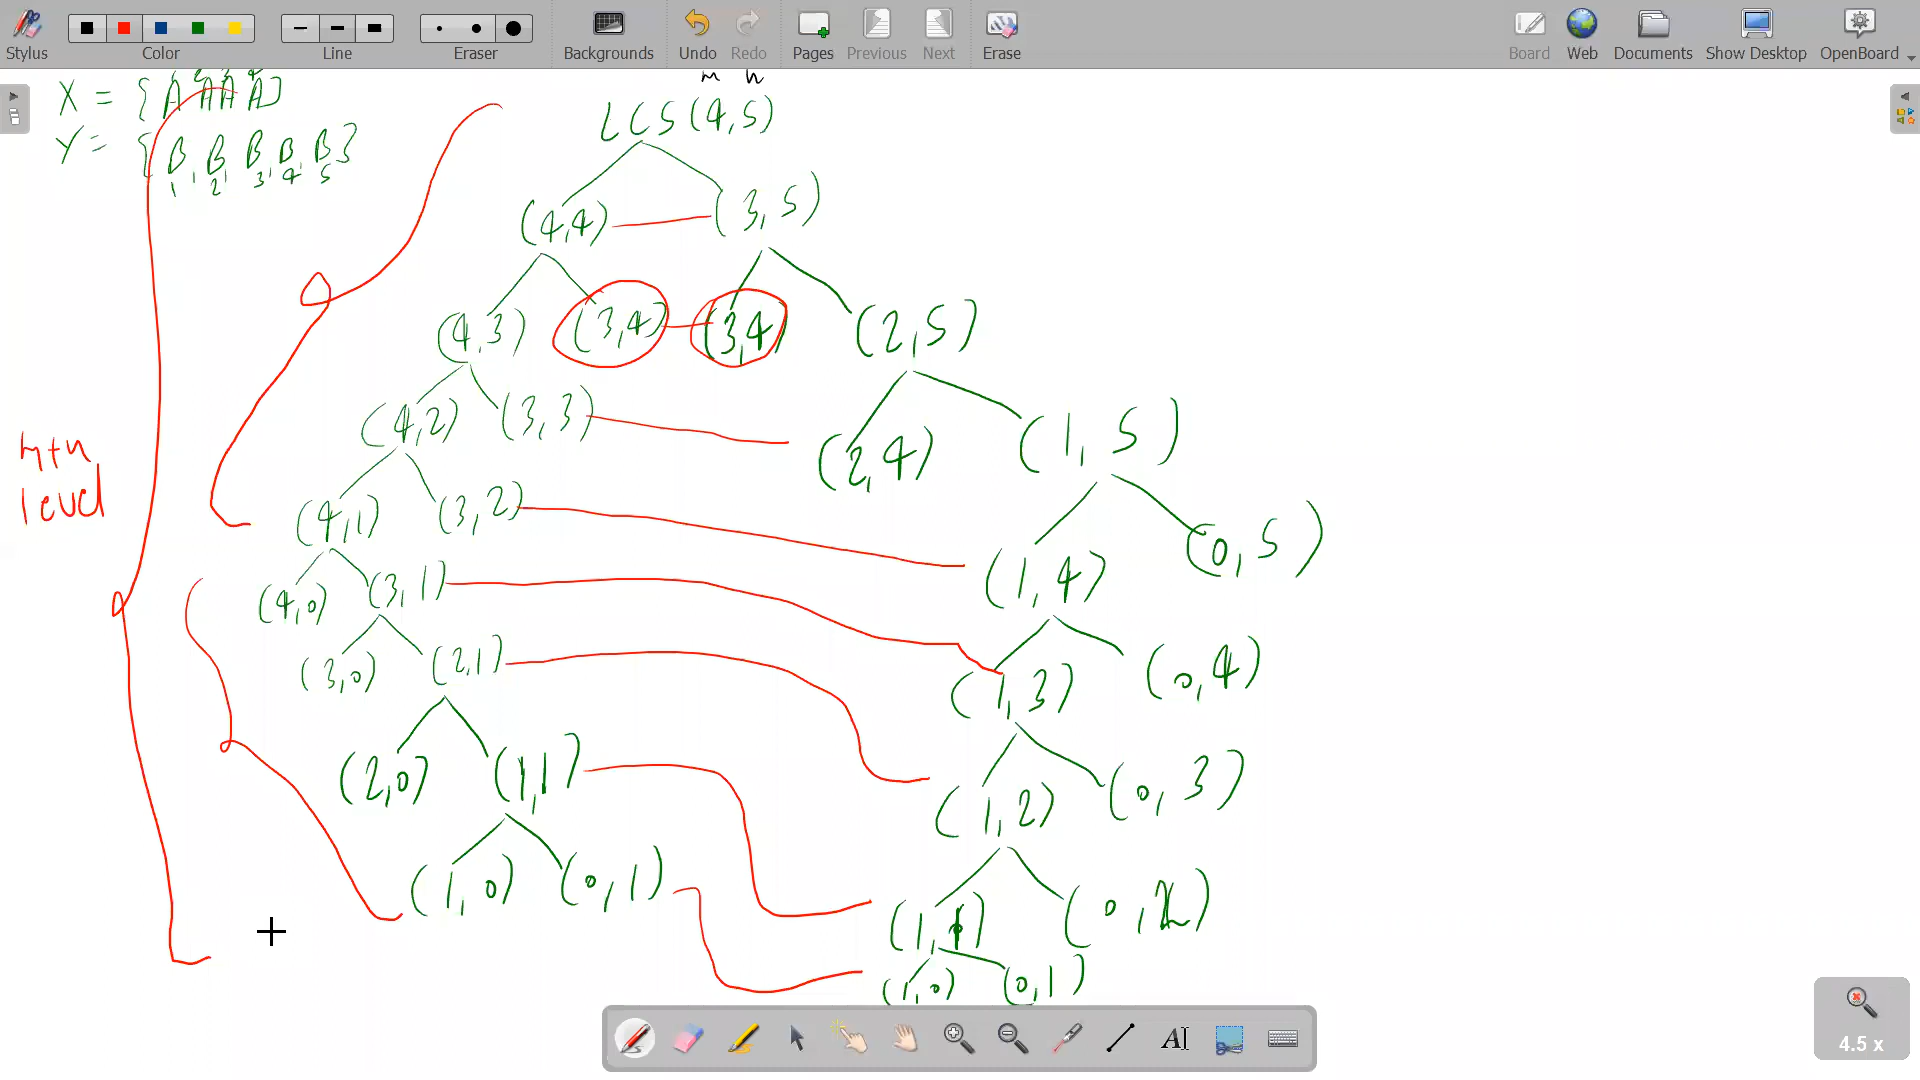 Stylus Color Line Eraser Backgrounds Undo Redo Pages Previous Next Erase Board Web Documents Show Desktop OpenBoard
m n
X = {A A A A}
LCS(4,5)
Y = {B, B, B, B, B}
1 2 3 4 5
(4,4) (3,5)
(4,3) (3,4) (3,4) (2,5)
(4,2) (3,3) (2,4) (1,5)
m+n
level
(4,1) (3,2) (1,4) (0,5)
(4,0) (3,1) (1,3) (0,4)
(3,0) (2,1) (1,2) (0,3)
(2,0) (1,1) (1,1) (0,2)
(1,0) (0,1) (1,0) (0,1)
AI
4.5 x